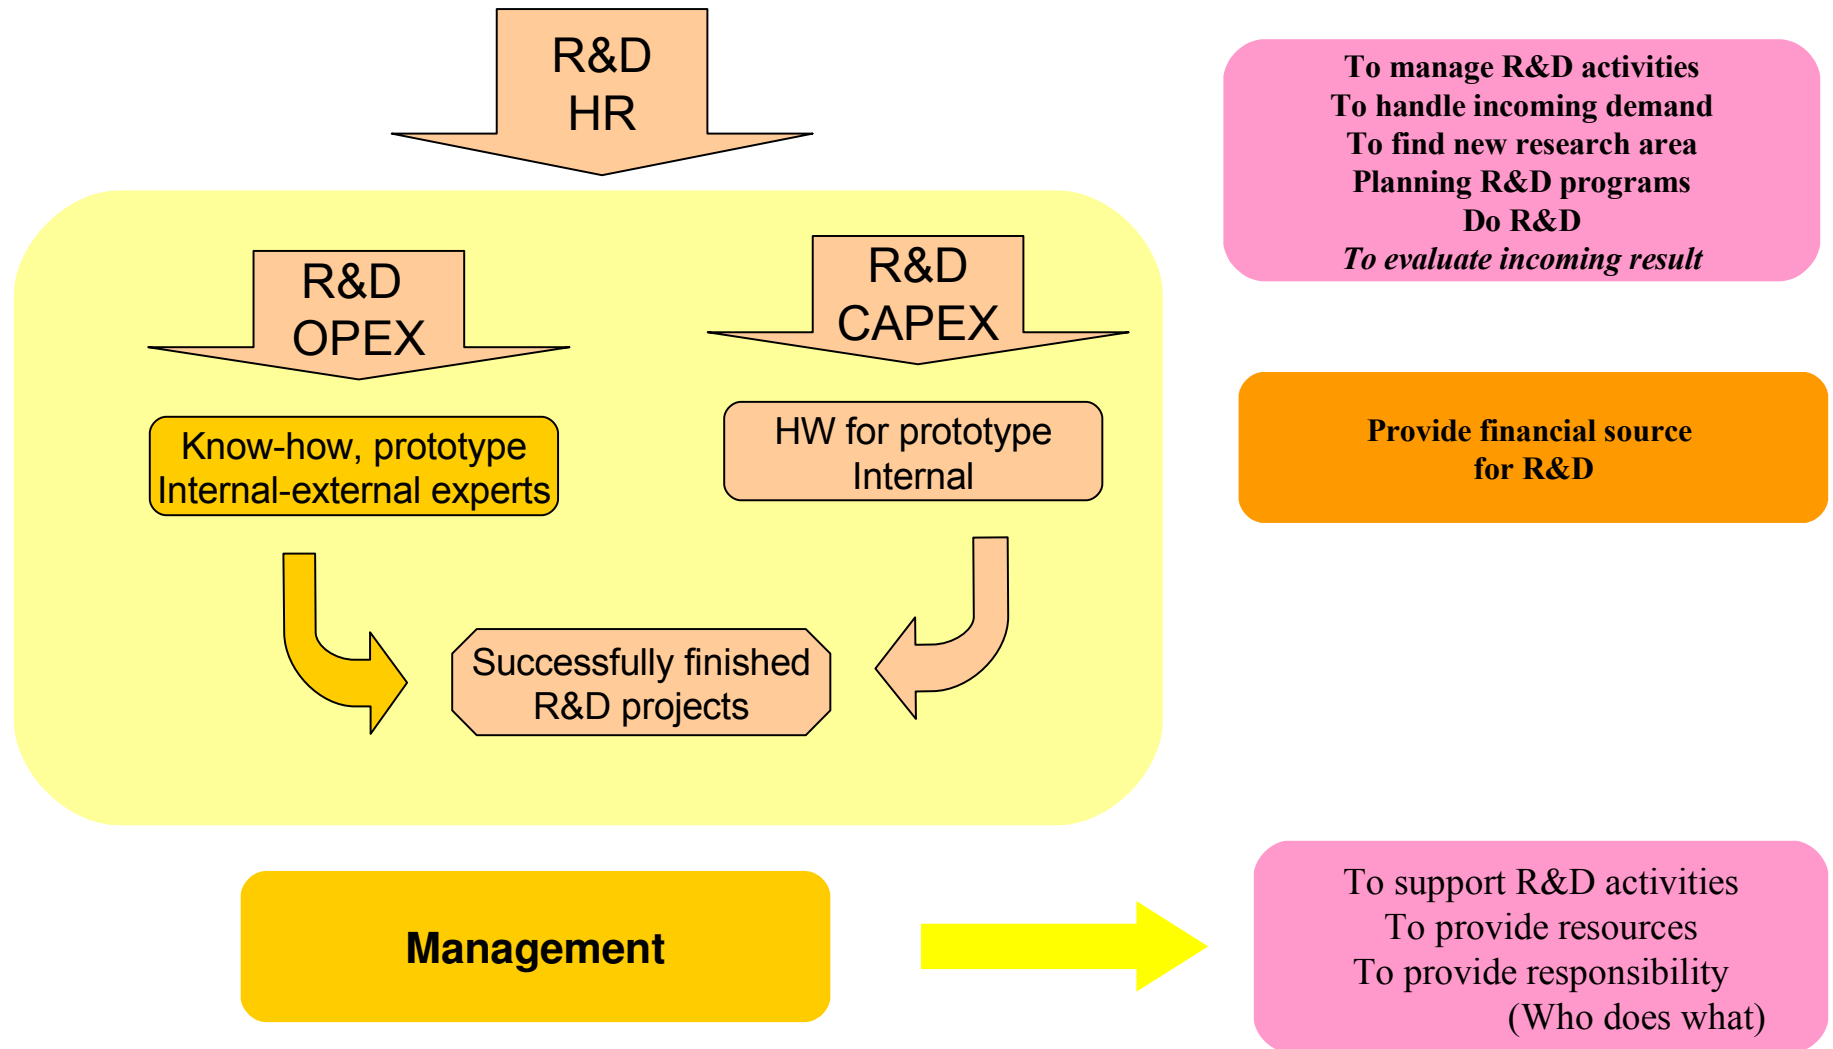 R&D
HR
R&D
OPEX
R&D
CAPEX
Know-how, prototype
Internal-external experts
HW for prototype
Internal
Successfully finished
R&D projects
Management
To manage R&D activities
To handle incoming demand
To find new research area
Planning R&D programs
Do R&D
To evaluate incoming result
Provide financial source
for R&D
To support R&D activities
To provide resources
To provide responsibility
(Who does what)